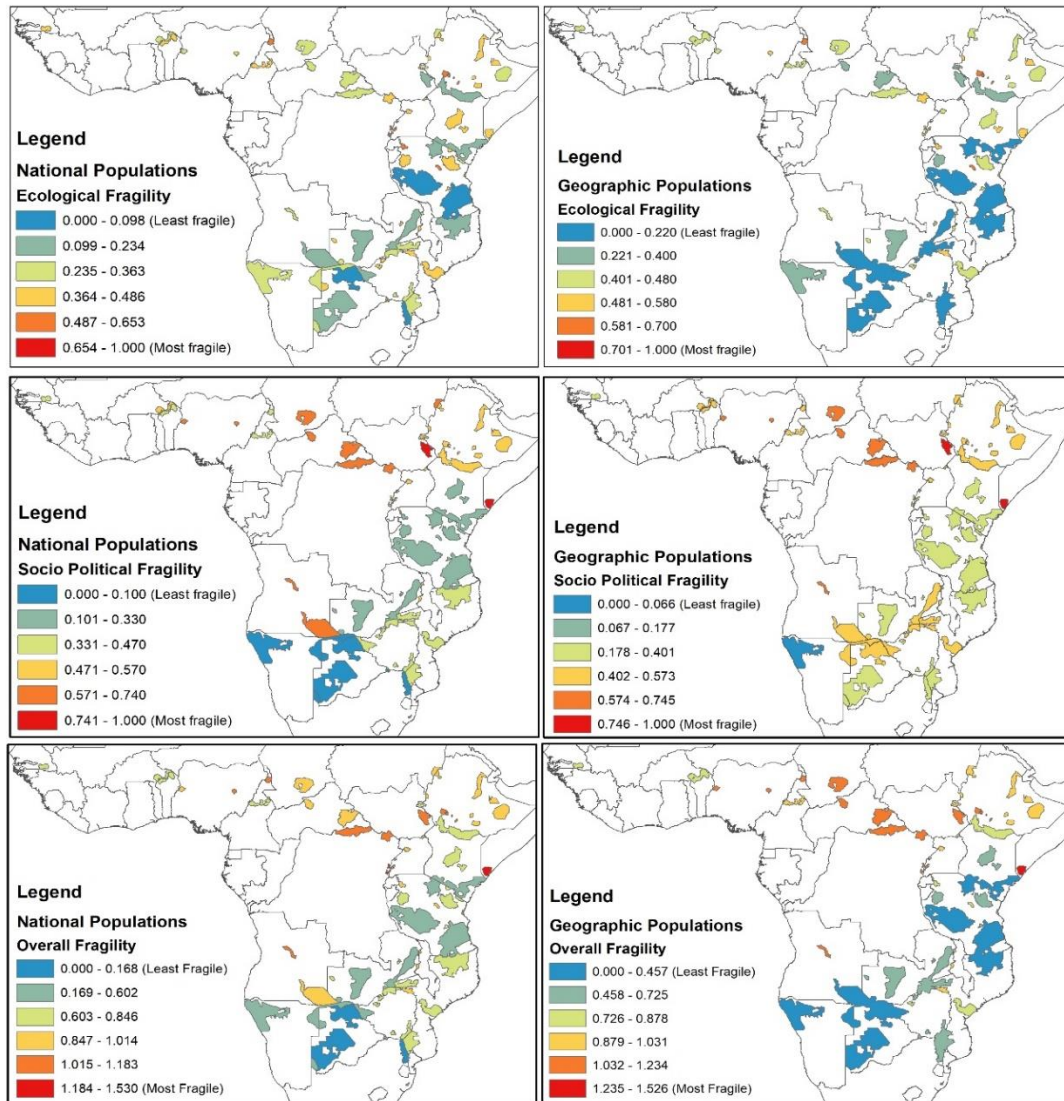 Legend
National Populations
Ecological Fragility
0.000 - 0.098 (Least fragile)
0.099 - 0.234
0.235 - 0.363
0.364 - 0.486
0.487 - 0.653
0.654 - 1.000 (Most fragile)
Legend
Geographic Populations
Ecological Fragility
0.000 - 0.220 (Least fragile)
0.221 - 0.400
0.401 - 0.480
0.481 - 0.580
0.581 - 0.700
0.701 - 1.000 (Most fragile)
Legend
National Populations
Socio Political Fragility
0.000 - 0.100 (Least fragile)
0.101 - 0.330
0.331 - 0.470
0.471 - 0.570
0.571 - 0.740
0.741 - 1.000 (Most fragile)
Legend
Geographic Populations
Socio Political Fragility
0.000 - 0.066 (Least fragile)
0.067 - 0.177
0.178 - 0.401
0.402 - 0.573
0.574 - 0.745
0.746 - 1.000 (Most fragile)
Legend
National Populations
Overall Fragility
0.000 - 0.168 (Least Fragile)
0.169 - 0.602
0.603 - 0.846
0.847 - 1.014
1.015 - 1.183
1.184 - 1.530 (Most Fragile)
Legend
Geographic Populations
Overall Fragility
0.000 - 0.457 (Least Fragile)
0.458 - 0.725
0.726 - 0.878
0.879 - 1.031
1.032 - 1.234
1.235 - 1.526 (Most Fragile)